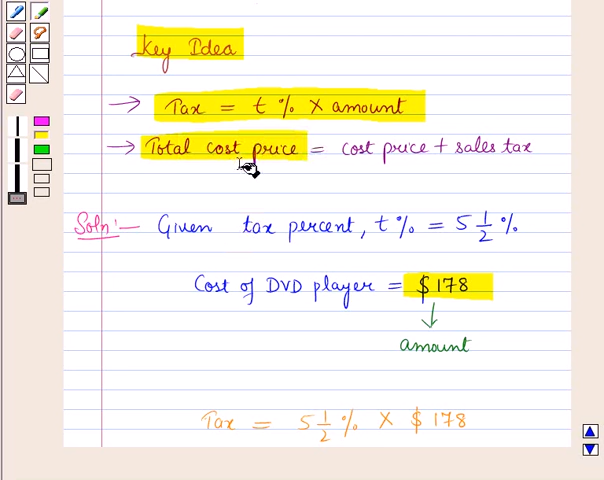 Key Idea
→ Tax = t % X amount
→ Total cost price = cost price + sales tax
Soln:- Given tax percent, t% = 5 1/2 %
Cost of DVD player = $178
↓
amount
Tax = 5 1/2 % X $178